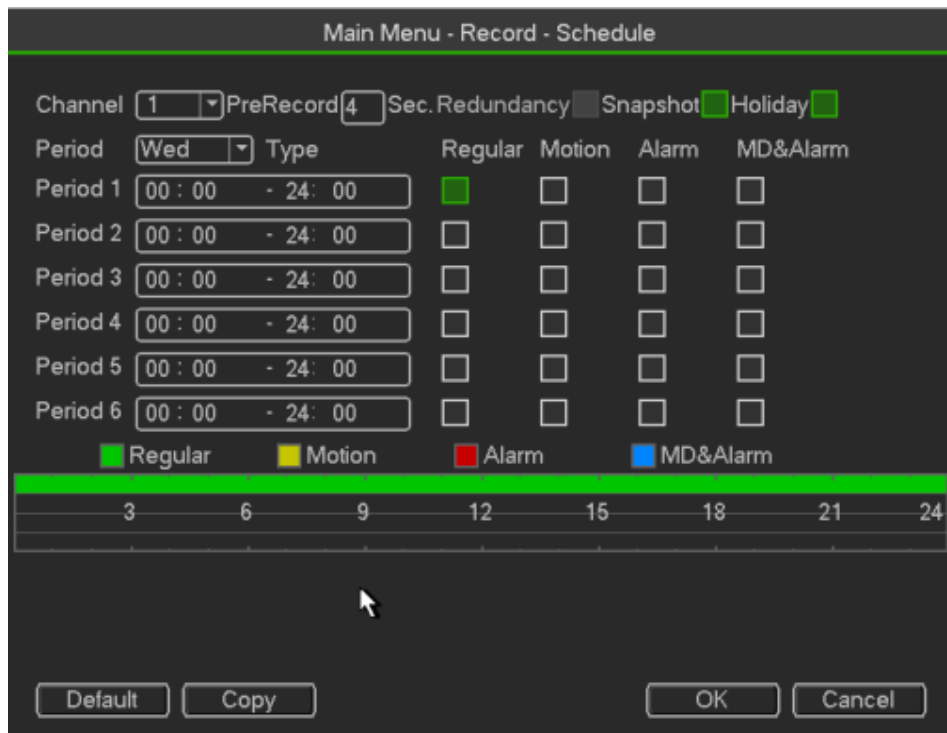 Main Menu - Record - Schedule
Channel 1 PreRecord 4 Sec. Redundancy Snapshot Holiday
Period Wed Type Regular Motion Alarm MD&Alarm
Period 1 00 : 00 - 24: 00
Period 2 00 : 00 - 24: 00
Period 3 00 : 00 - 24: 00
Period 4 00 : 00 - 24: 00
Period 5 00 : 00 - 24: 00
Period 6 00 : 00 - 24: 00
Regular Motion Alarm MD&Alarm
3 6 9 12 15 18 21 24
Default Copy OK Cancel